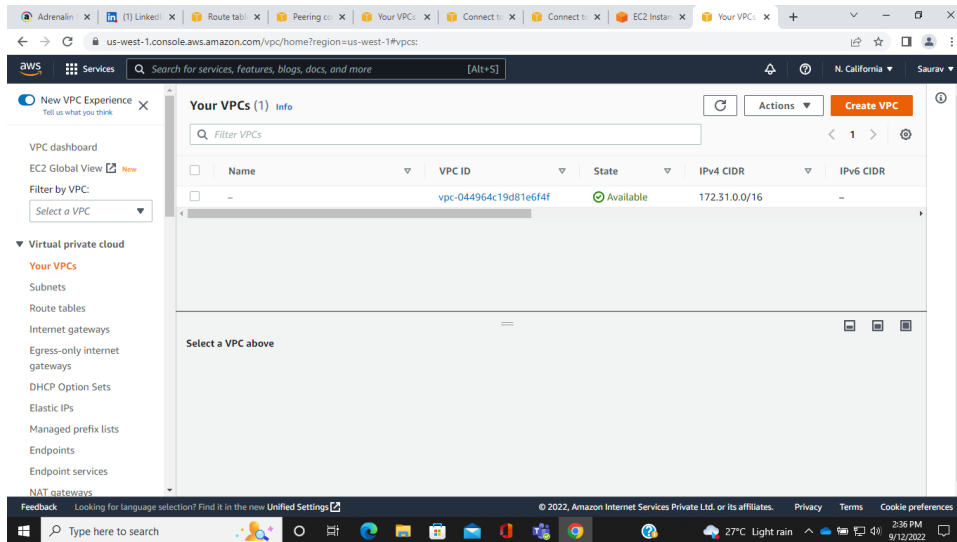 Adrenalin
(1) LinkedI
Route table
Peering co
Your VPCs
Connect to
Connect to
EC2 Instan
Your VPCs
us-west-1.console.aws.amazon.com/vpc/home?region=us-west-1#vpcs:
aws
Services
Search for services, features, blogs, docs, and more
[Alt+S]
N. California
Saurav
New VPC Experience
Tell us what you think
VPC dashboard
EC2 Global View New
Filter by VPC:
Select a VPC
Virtual private cloud
Your VPCs
Subnets
Route tables
Internet gateways
Egress-only internet
gateways
DHCP Option Sets
Elastic IPs
Managed prefix lists
Endpoints
Endpoint services
NAT gateways
Your VPCs (1) Info
Actions
Create VPC
Filter VPCs
1
Name
VPC ID
State
IPv4 CIDR
IPv6 CIDR
–
vpc-044964c19d81e6f4f
Available
172.31.0.0/16
–
Select a VPC above
Feedback
Looking for language selection? Find it in the new Unified Settings
© 2022, Amazon Internet Services Private Ltd. or its affiliates.
Privacy
Terms
Cookie preferences
Type here to search
27°C Light rain
2:36 PM
9/12/2022